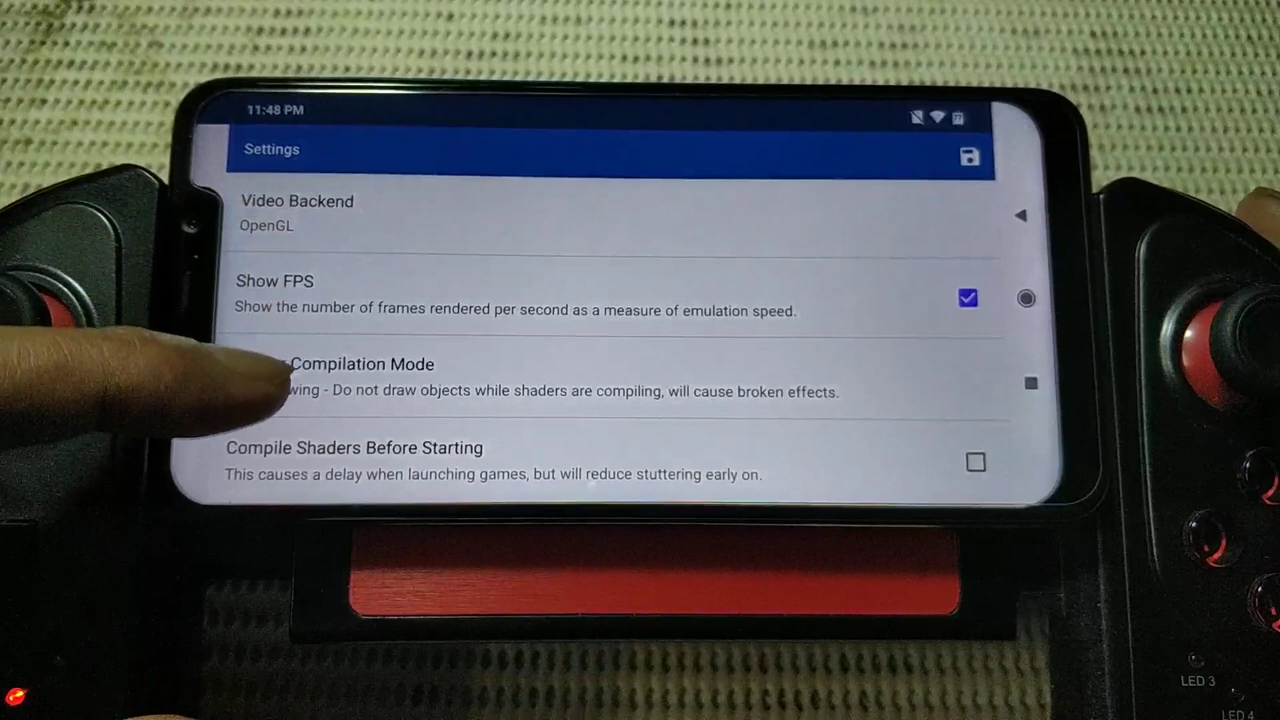 11:48 PM
Settings
Video Backend
OpenGL
Show FPS
Show the number of frames rendered per second as a measure of emulation speed.
Compilation Mode
wing - Do not draw objects while shaders are compiling, will cause broken effects.
Compile Shaders Before Starting
This causes a delay when launching games, but will reduce stuttering early on.
LED 3
LED 4